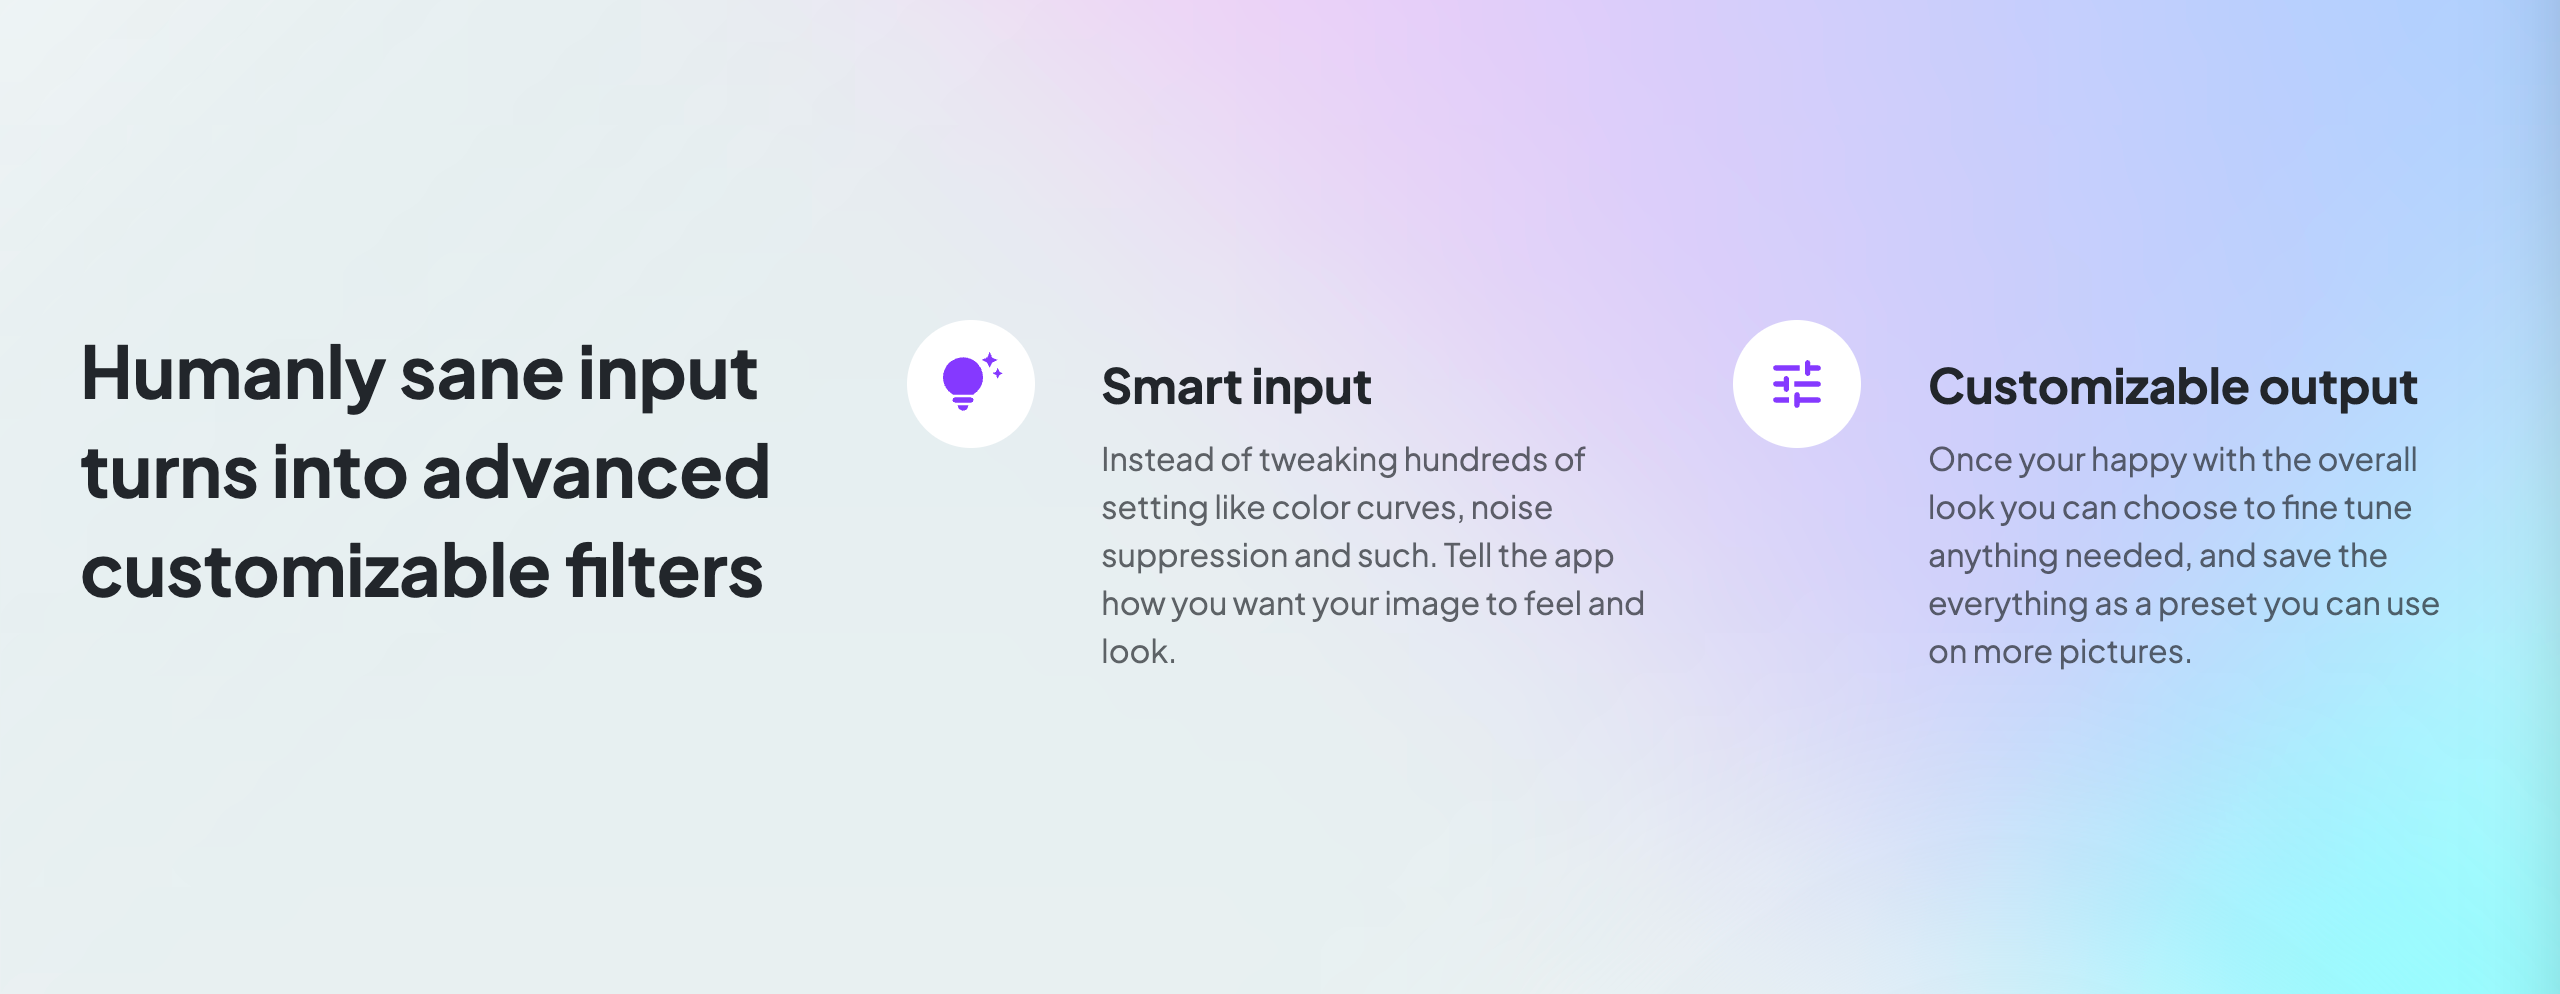 Humanly sane input
turns into advanced
customizable filters
Smart input
Instead of tweaking hundreds of
setting like color curves, noise
suppression and such. Tell the app
how you want your image to feel and
look.
Customizable output
Once your happy with the overall
look you can choose to fine tune
anything needed, and save the
everything as a preset you can use
on more pictures.